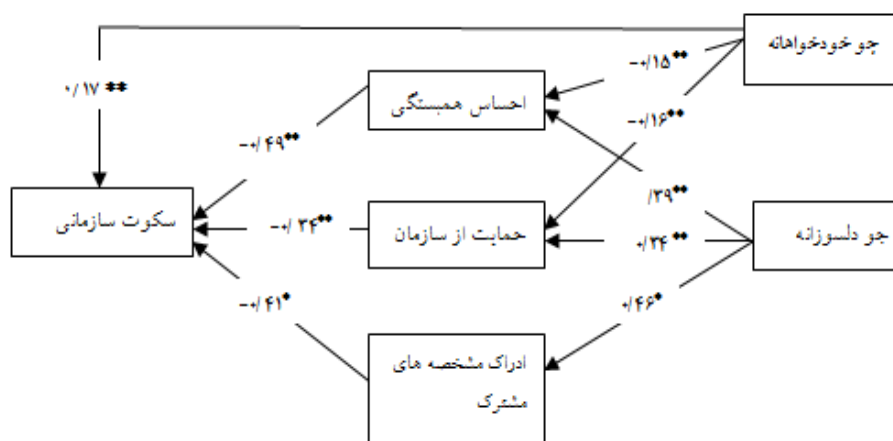 جو خودخواهانه
-۰/۱۵**
احساس همبستگی
۰/۱۷**
-۰/۱۶**
-۰/۴۹**
/۳۹**
سکوت سازمانی
-۰/۳۴**
حمایت از سازمان
۰/۳۴**
جو دلسوزانه
-۰/۴۱*
۰/۴۶*
ادراک مشخصه های
مشترک